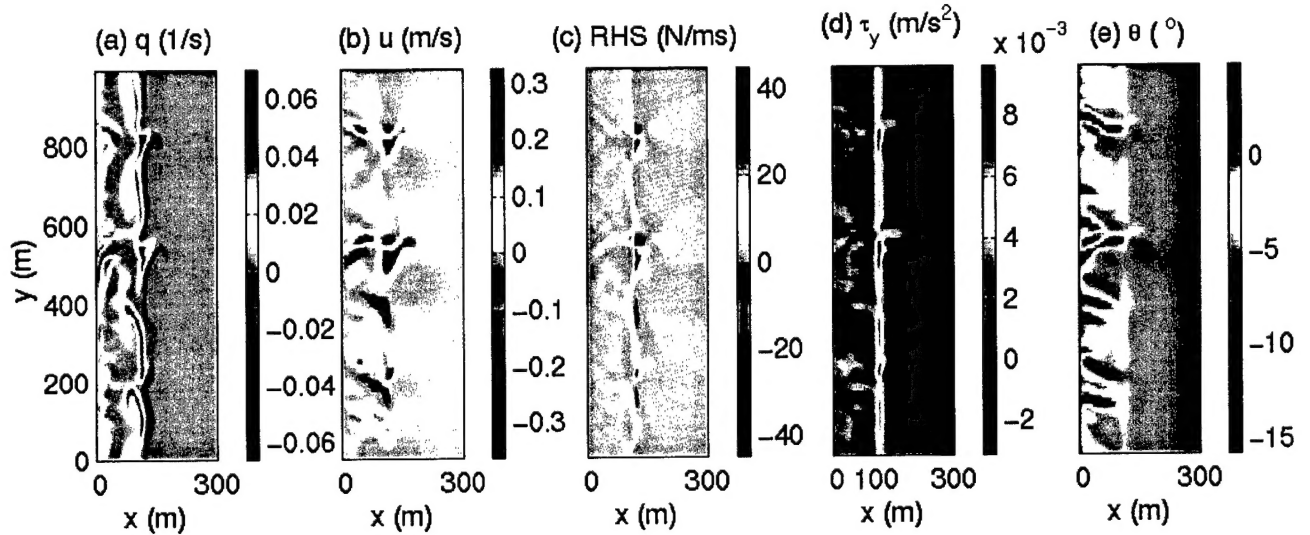 (a) q (1/s)
(b) u (m/s)
(c) RHS (N/ms)
(d) τy (m/s²)
x 10⁻³
(e) θ (°)
y (m)
800
600
400
200
0
0 300
x (m)
0.06
0.04
0.02
0
−0.02
−0.04
−0.06
0 300
x (m)
0.3
0.2
0.1
0
−0.1
−0.2
−0.3
0 300
x (m)
40
20
0
−20
−40
0 100 300
x (m)
8
6
4
2
0
−2
0 300
x (m)
0
−5
−10
−15